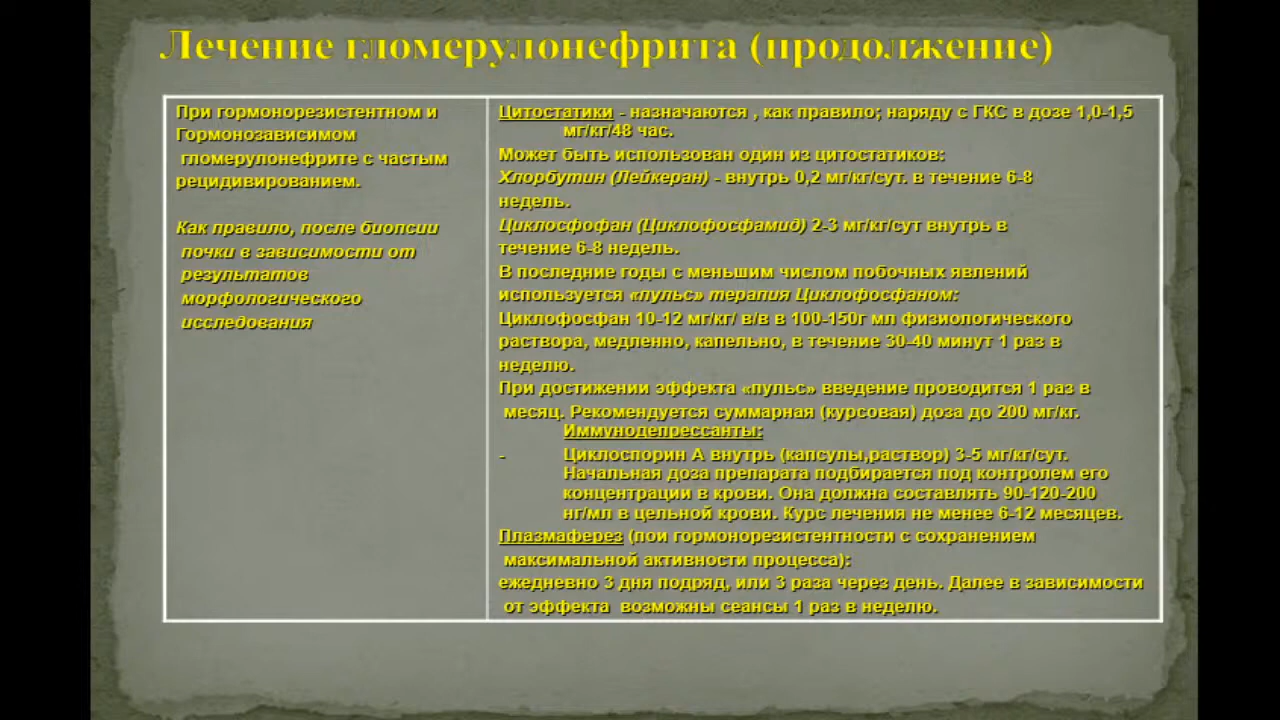 Лечение гломерулонефрита (продолжение)
При гормонорезистентном и
Гормонозависимом
гломерулонефрите с частым
рецидивированием.
Как правило, после биопсии
почки в зависимости от
результатов
морфологического
исследования
Цитостатики - назначаются , как правило; наряду с ГКС в дозе 1,0-1,5
мг/кг/48 час.
Может быть использован один из цитостатиков:
Хлорбутин (Лейкеран) - внутрь 0,2 мг/кг/сут. в течение 6-8
недель.
Циклосфофан (Циклофосфамид) 2-3 мг/кг/сут внутрь в
течение 6-8 недель.
В последние годы с меньшим числом побочных явлений
используется «пульс» терапия Циклофосфаном:
Циклофосфан 10-12 мг/кг/ в/в в 100-150г мл физиологического
раствора, медленно, капельно, в течение 30-40 минут 1 раз в
неделю.
При достижении эффекта «пульс» введение проводится 1 раз в
месяц. Рекомендуется суммарная (курсовая) доза до 200 мг/кг.
Иммунодепрессанты:
- Циклоспорин А внутрь (капсулы,раствор) 3-5 мг/кг/сут.
Начальная доза препарата подбирается под контролем его
концентрации в крови. Она должна составлять 90-120-200
нг/мл в цельной крови. Курс лечения не менее 6-12 месяцев.
Плазмаферез (пои гормонорезистентности с сохранением
максимальной активности процесса):
ежедневно 3 дня подряд, или 3 раза через день. Далее в зависимости
от эффекта возможны сеансы 1 раз в неделю.